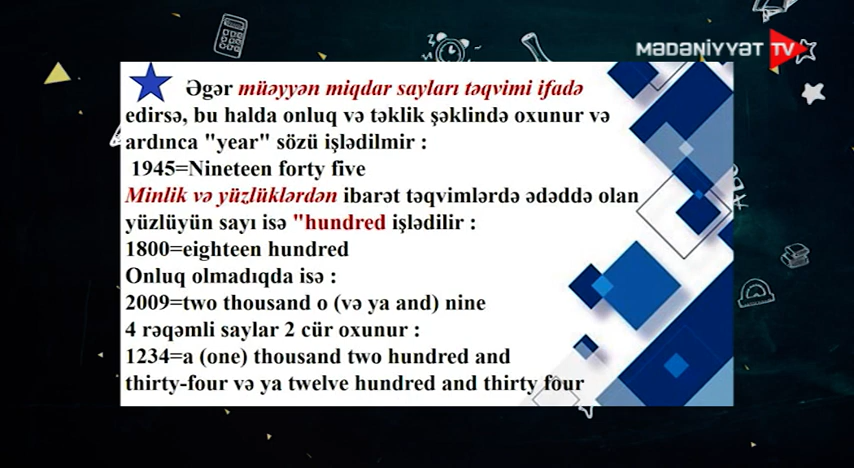 MƏDƏNİYYƏT TV
Əgər müəyyən miqdar sayları təqvimi ifadə
edirsə, bu halda onluq və təklik şəklində oxunur və
ardınca "year" sözü işlədilmir :
1945=Nineteen forty five
Minlik və yüzlüklərdən ibarət təqvimlərdə ədəddə olan
yüzlüyün sayı isə "hundred işlədilir :
1800=eighteen hundred
Onluq olmadıqda isə :
2009=two thousand o (və ya and) nine
4 rəqəmli saylar 2 cür oxunur :
1234=a (one) thousand two hundred and
thirty-four və ya twelve hundred and thirty four